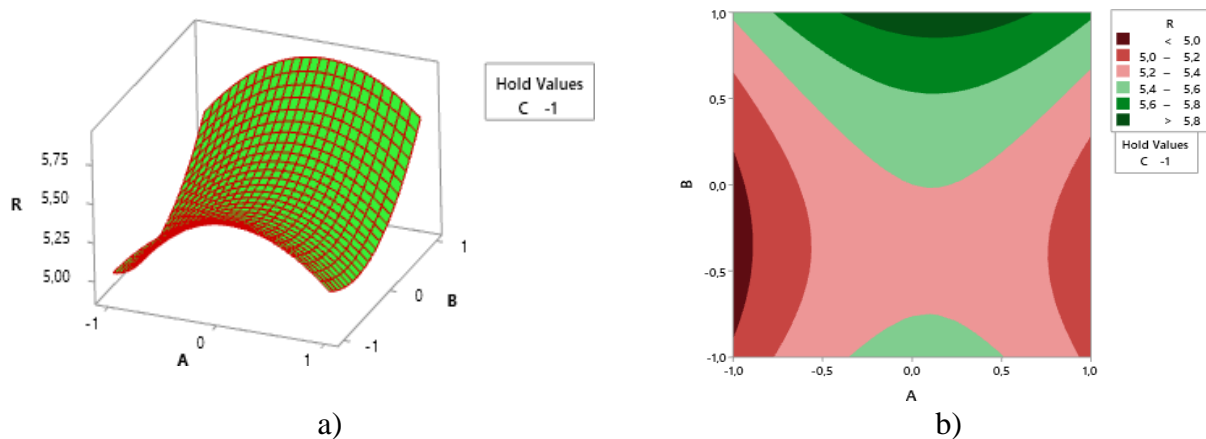 Hold Values
C -1
5,75
5,50
5,25
5,00
R
-1
0
1
A
-1
0
1
B
a)
1,0
0,5
0,0
-0,5
-1,0
B
-1,0
-0,5
0,0
0,5
1,0
A
R
< 5,0
5,0 – 5,2
5,2 – 5,4
5,4 – 5,6
5,6 – 5,8
> 5,8
Hold Values
C -1
b)